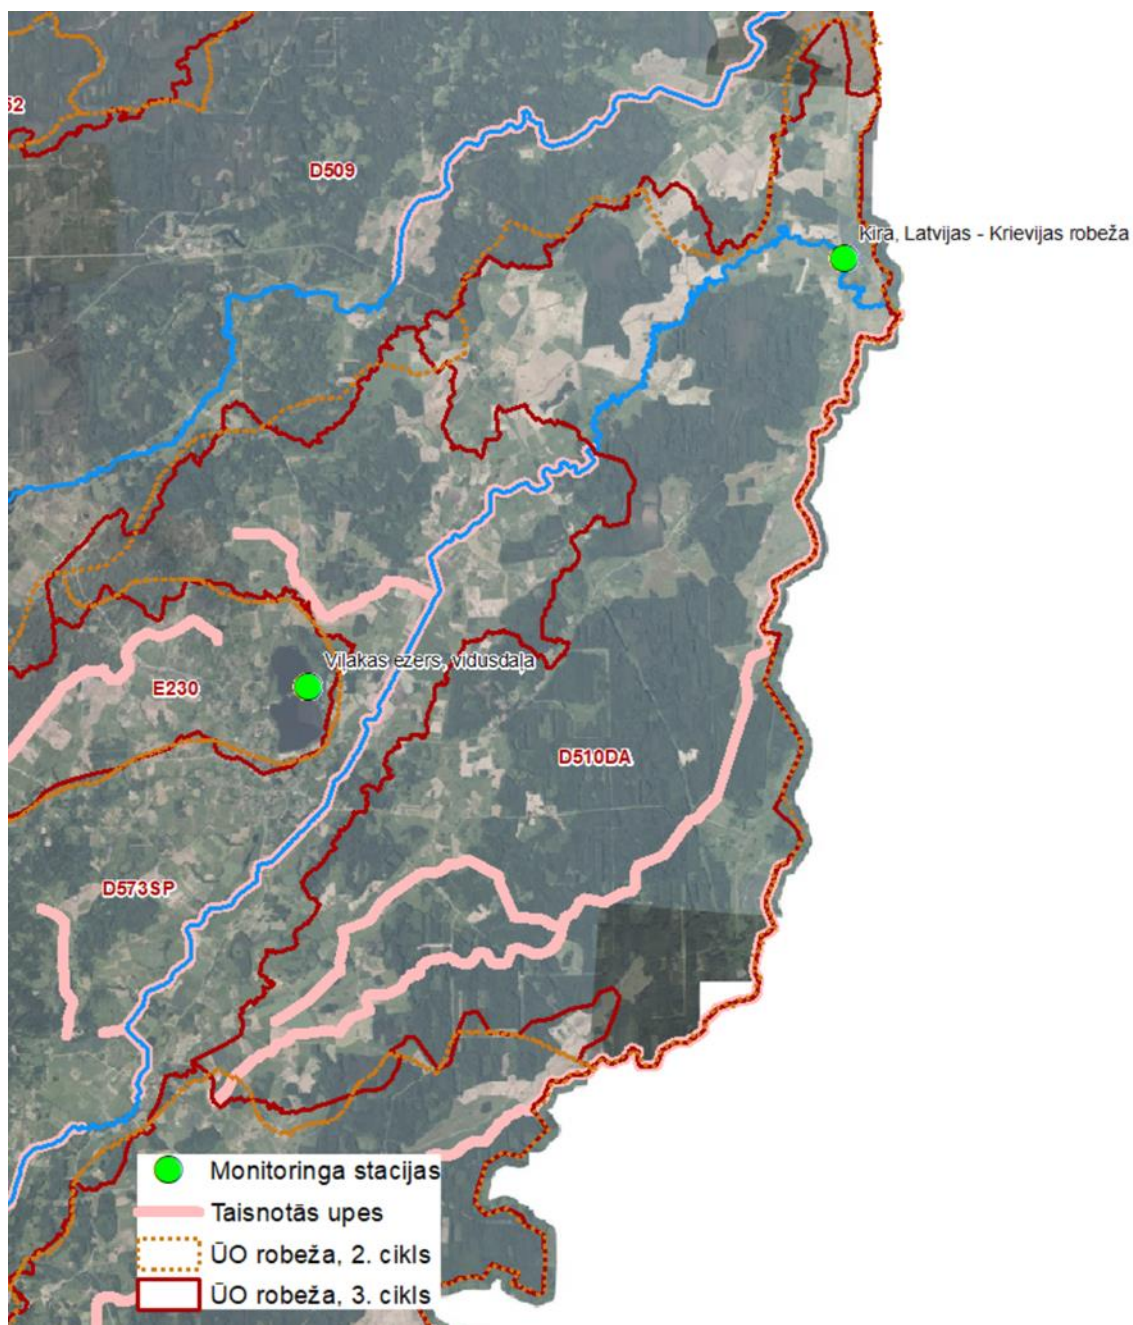 52
D509
Kira, Latvijas - Krievijas robeža
Viļakas ezers, vidusdaļa
E230
D510DA
D573SP
Monitoringa stacijas
Taisnotās upes
ŪO robeža, 2. cikls
ŪO robeža, 3. cikls